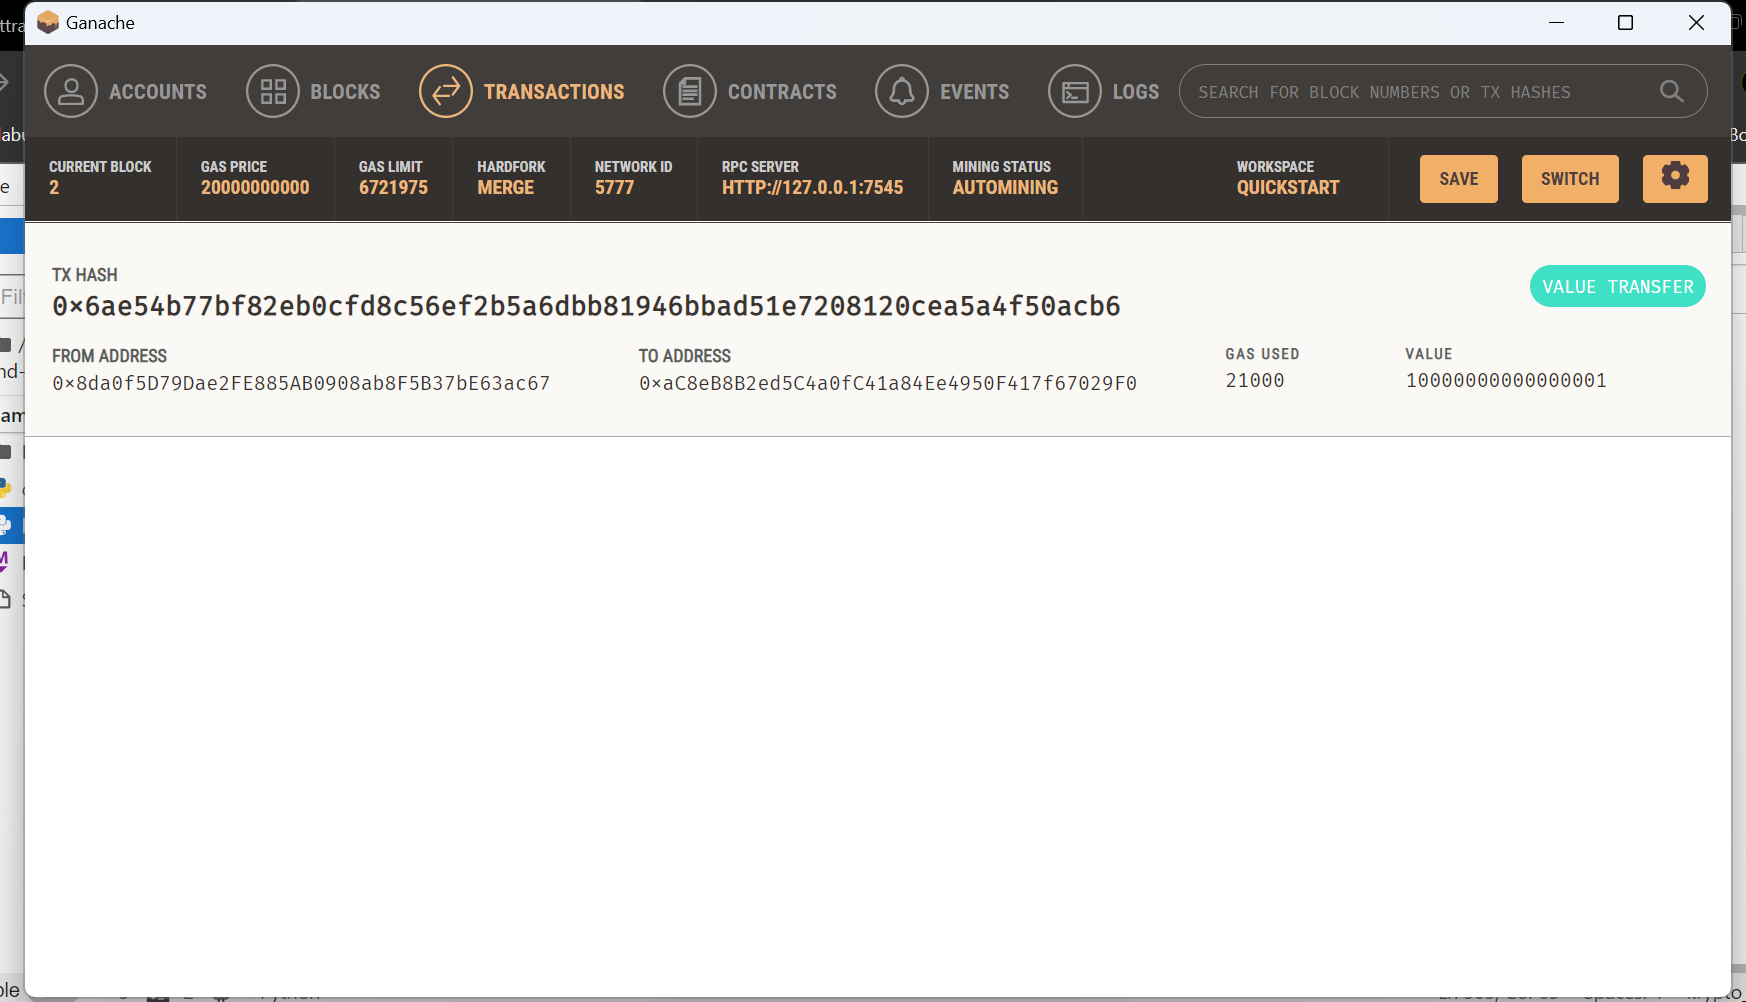 Ganache
ACCOUNTS BLOCKS TRANSACTIONS CONTRACTS EVENTS LOGS SEARCH FOR BLOCK NUMBERS OR TX HASHES
CURRENT BLOCK GAS PRICE GAS LIMIT HARDFORK NETWORK ID RPC SERVER MINING STATUS WORKSPACE
2 20000000000 6721975 MERGE 5777 HTTP://127.0.0.1:7545 AUTOMINING QUICKSTART
SAVE SWITCH
TX HASH
0×6ae54b77bf82eb0cfd8c56ef2b5a6dbb81946bbad51e7208120cea5a4f50acb6
VALUE TRANSFER
FROM ADDRESS TO ADDRESS GAS USED VALUE
0×8da0f5D79Dae2FE885AB0908ab8F5B37bE63ac67 0×aC8eB8B2ed5C4a0fC41a84Ee4950F417f67029F0 21000 10000000000000001